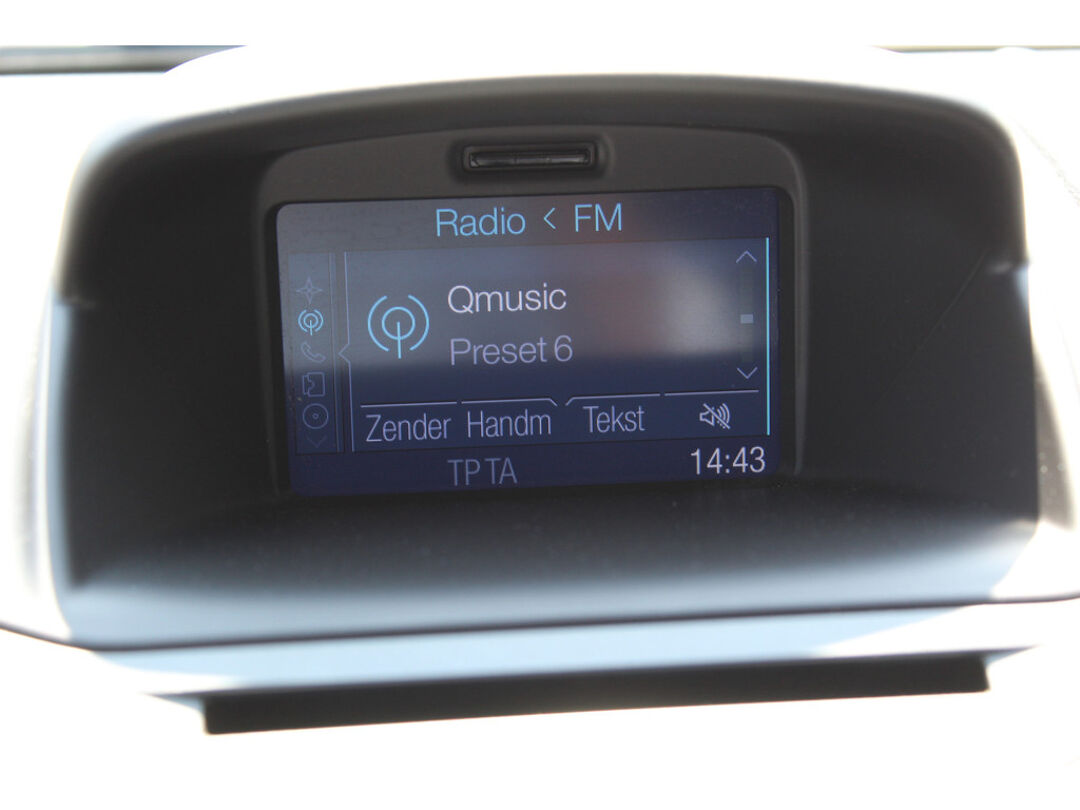 Radio < FM
Qmusic
Preset 6
Zender Handm Tekst
TP TA 14:43